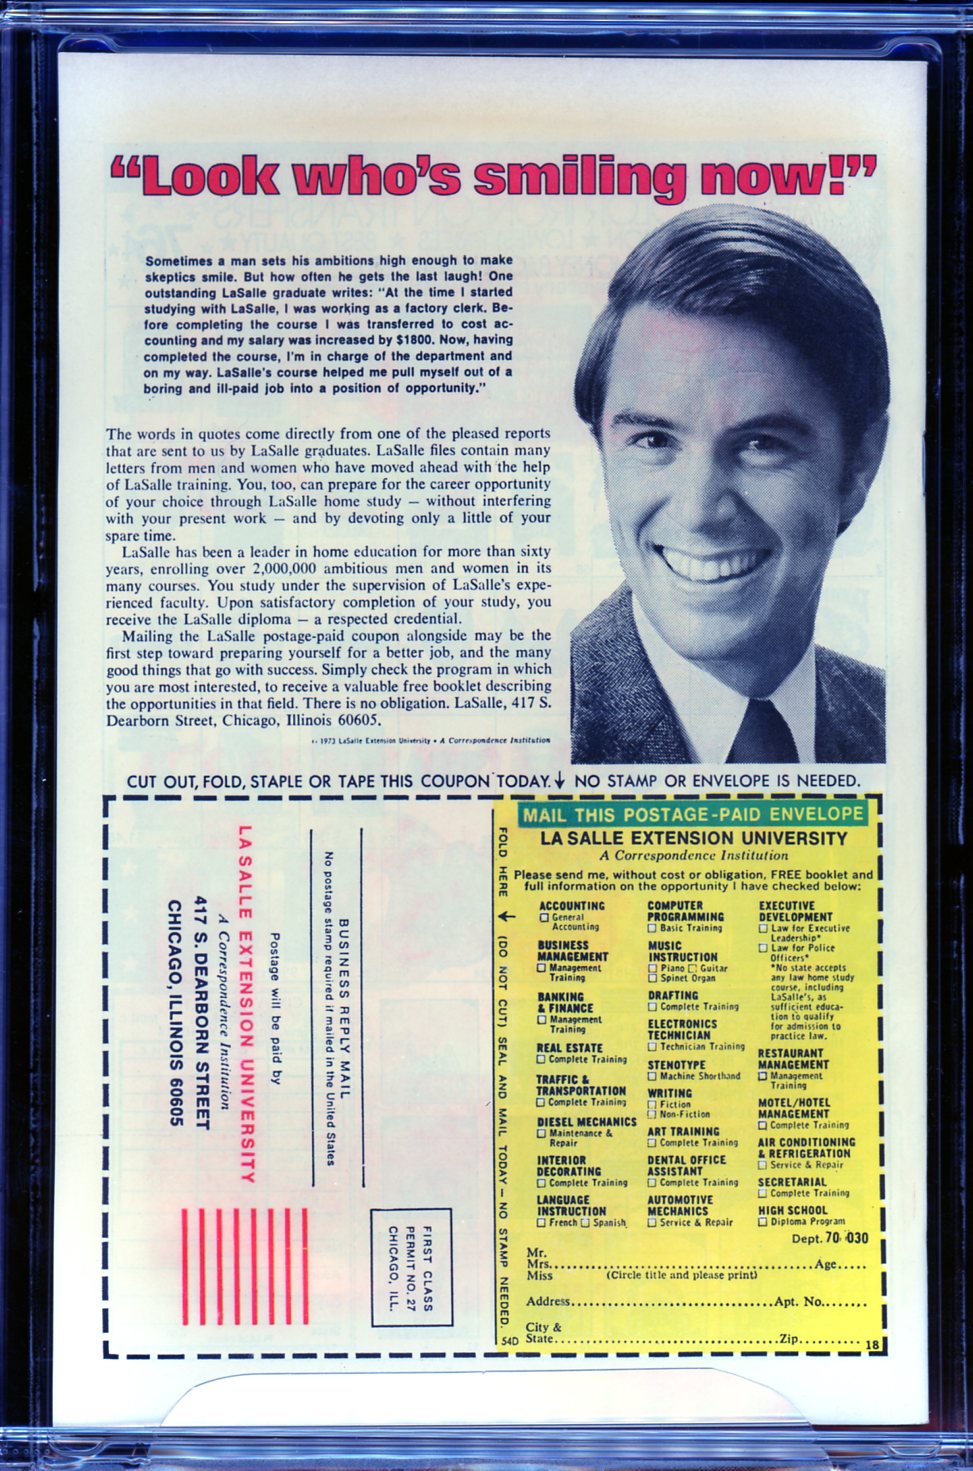 “Look who’s smiling now!”
Sometimes a man sets his ambitions high enough to make
skeptics smile. But how often he gets the last laugh! One
outstanding LaSalle graduate writes: “At the time I started
studying with LaSalle, I was working as a factory clerk. Be-
fore completing the course I was transferred to cost ac-
counting and my salary was increased by $1800. Now, having
completed the course, I’m in charge of the department and
on my way. LaSalle’s course helped me pull myself out of a
boring and ill-paid job into a position of opportunity.”
The words in quotes come directly from one of the pleased reports
that are sent to us by LaSalle graduates. LaSalle files contain many
letters from men and women who have moved ahead with the help
of LaSalle training. You, too, can prepare for the career opportunity
of your choice through LaSalle home study — without interfering
with your present work — and by devoting only a little of your
spare time.
LaSalle has been a leader in home education for more than sixty
years, enrolling over 2,000,000 ambitious men and women in its
many courses. You study under the supervision of LaSalle’s expe-
rienced faculty. Upon satisfactory completion of your study, you
receive the LaSalle diploma — a respected credential.
Mailing the LaSalle postage-paid coupon alongside may be the
first step toward preparing yourself for a better job, and the many
good things that go with success. Simply check the program in which
you are most interested, to receive a valuable free booklet describing
the opportunities in that field. There is no obligation. LaSalle, 417 S.
Dearborn Street, Chicago, Illinois 60605.
1973 LaSalle Extension University • A Correspondence Institution
CUT OUT, FOLD, STAPLE OR TAPE THIS COUPON TODAY. ↓ NO STAMP OR ENVELOPE IS NEEDED.
BUSINESS REPLY MAIL
No postage stamp required if mailed in the United States
Postage will be paid by
LA SALLE EXTENSION UNIVERSITY
A Correspondence Institution
417 S. DEARBORN STREET
CHICAGO, ILLINOIS 60605
FIRST CLASS
PERMIT NO. 27
CHICAGO, ILL.
FOLD HERE ↓ (DO NOT CUT) SEAL AND MAIL TODAY — NO STAMP NEEDED.
54D
MAIL THIS POSTAGE-PAID ENVELOPE
LA SALLE EXTENSION UNIVERSITY
A Correspondence Institution
Please send me, without cost or obligation, FREE booklet and
full information on the opportunity I have checked below:
ACCOUNTING
☐ General
Accounting
BUSINESS
MANAGEMENT
☐ Management
Training
BANKING
& FINANCE
☐ Management
Training
REAL ESTATE
☐ Complete Training
TRAFFIC &
TRANSPORTATION
☐ Complete Training
DIESEL MECHANICS
☐ Maintenance &
Repair
INTERIOR
DECORATING
☐ Complete Training
LANGUAGE
INSTRUCTION
☐ French ☐ Spanish
COMPUTER
PROGRAMMING
☐ Basic Training
MUSIC
INSTRUCTION
☐ Piano ☐ Guitar
☐ Spinet Organ
DRAFTING
☐ Complete Training
ELECTRONICS
TECHNICIAN
☐ Technician Training
STENOTYPE
☐ Machine Shorthand
WRITING
☐ Fiction
☐ Non-Fiction
ART TRAINING
☐ Complete Training
DENTAL OFFICE
ASSISTANT
☐ Complete Training
AUTOMOTIVE
MECHANICS
☐ Service & Repair
EXECUTIVE
DEVELOPMENT
☐ Law for Executive
Leadership*
☐ Law for Police
Officers*
*No state accepts
any law home study
course, including
LaSalle’s, as
sufficient educa-
tion to qualify
for admission to
practice law.
RESTAURANT
MANAGEMENT
☐ Management
Training
MOTEL/HOTEL
MANAGEMENT
☐ Complete Training
AIR CONDITIONING
& REFRIGERATION
☐ Service & Repair
SECRETARIAL
☐ Complete Training
HIGH SCHOOL
☐ Diploma Program
Dept. 70 030
Mr.
Mrs. Age
Miss (Circle title and please print)
Address Apt. No.
City &
State Zip
18